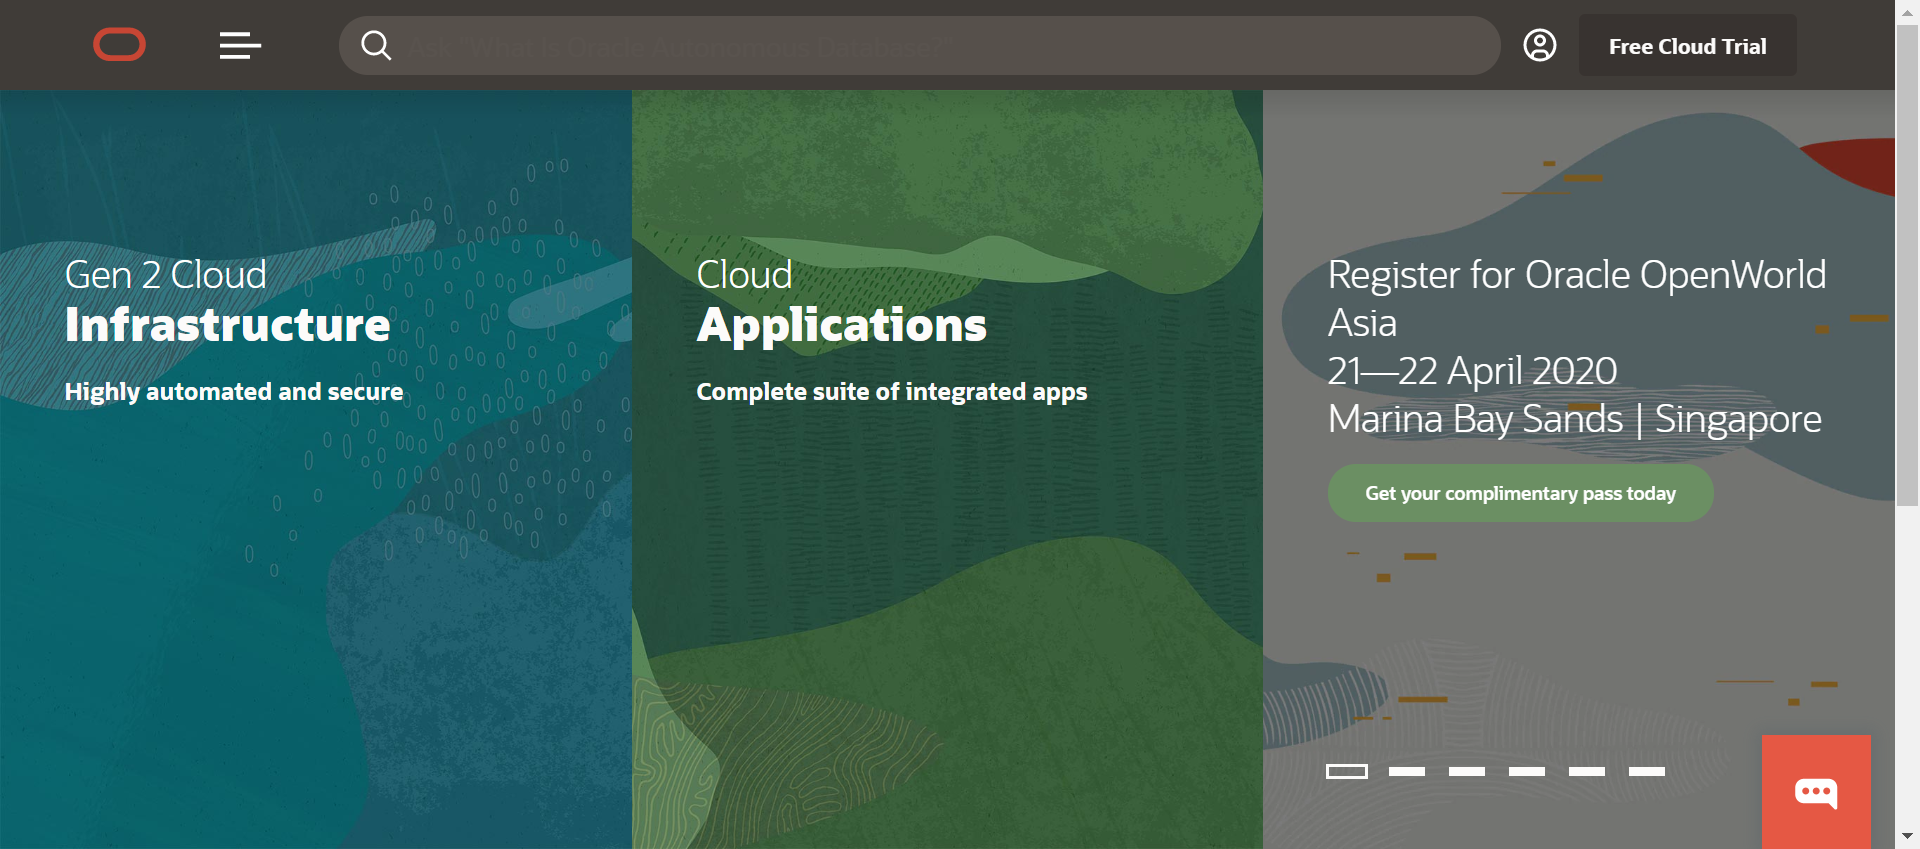 Ask "What is Oracle Autonomous Database?"
Free Cloud Trial
Gen 2 Cloud
Infrastructure
Highly automated and secure
Cloud
Applications
Complete suite of integrated apps
Register for Oracle OpenWorld
Asia
21—22 April 2020
Marina Bay Sands | Singapore
Get your complimentary pass today